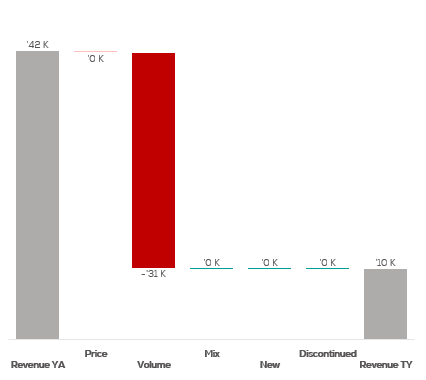 '42 K
'0 K
-'31 K
'0 K
'0 K
'0 K
'10 K
Revenue YA
Price
Volume
Mix
New
Discontinued
Revenue TY